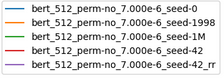 bert_512_perm-no_7.000e-6_seed-0
bert_512_perm-no_7.000e-6_seed-1998
bert_512_perm-no_7.000e-6_seed-1M
bert_512_perm-no_7.000e-6_seed-42
bert_512_perm-no_7.000e-6_seed-42_rr